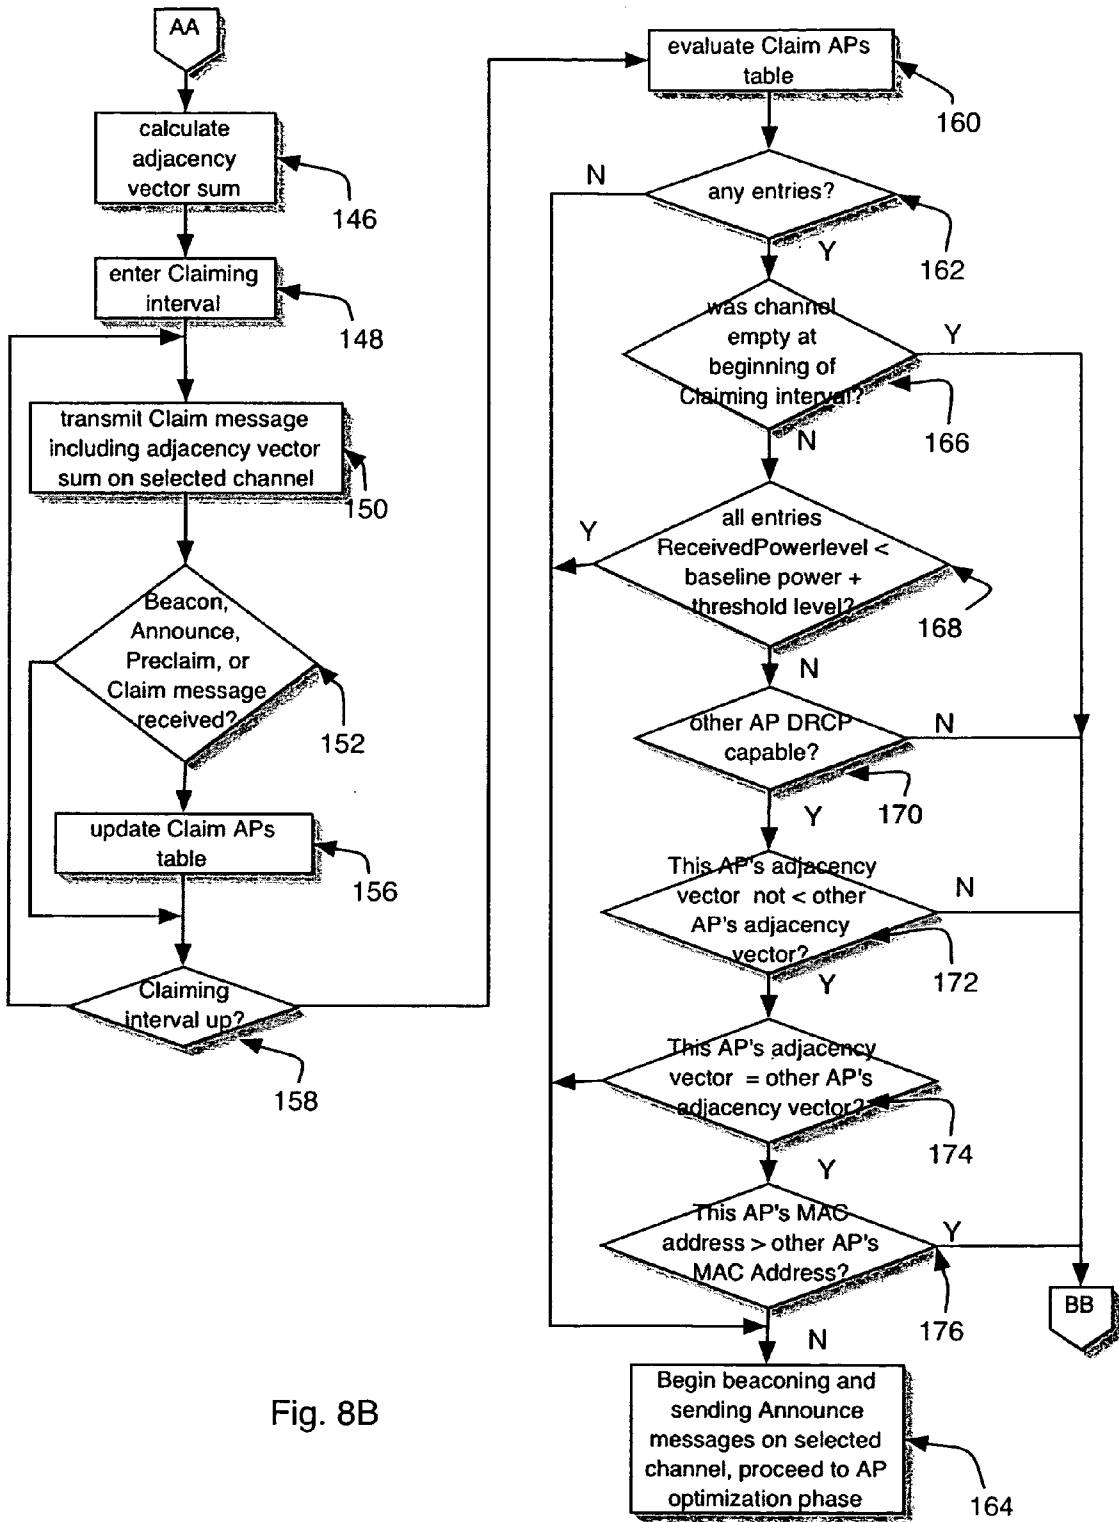 AA
calculate
adjacency
vector sum
146
enter Claiming
interval
148
transmit Claim message
including adjacency vector
sum on selected channel
150
Beacon,
Announce,
Preclaim, or
Claim message
received?
152
update Claim APs
table
156
Claiming
interval up?
158
evaluate Claim APs
table
160
N
any entries?
162
Y
was channel
empty at
beginning of
Claiming interval?
Y
166
N
Y
all entries
ReceivedPowerlevel <
baseline power +
threshold level?
168
N
other AP DRCP
capable?
N
170
Y
This AP's adjacency
vector not < other
AP's adjacency
vector?
N
172
Y
This AP's adjacency
vector = other AP's
adjacency vector?
174
Y
This AP's MAC
address > other AP's
MAC Address?
Y
176
BB
N
Begin beaconing and
sending Announce
messages on selected
channel, proceed to AP
optimization phase
164
Fig. 8B